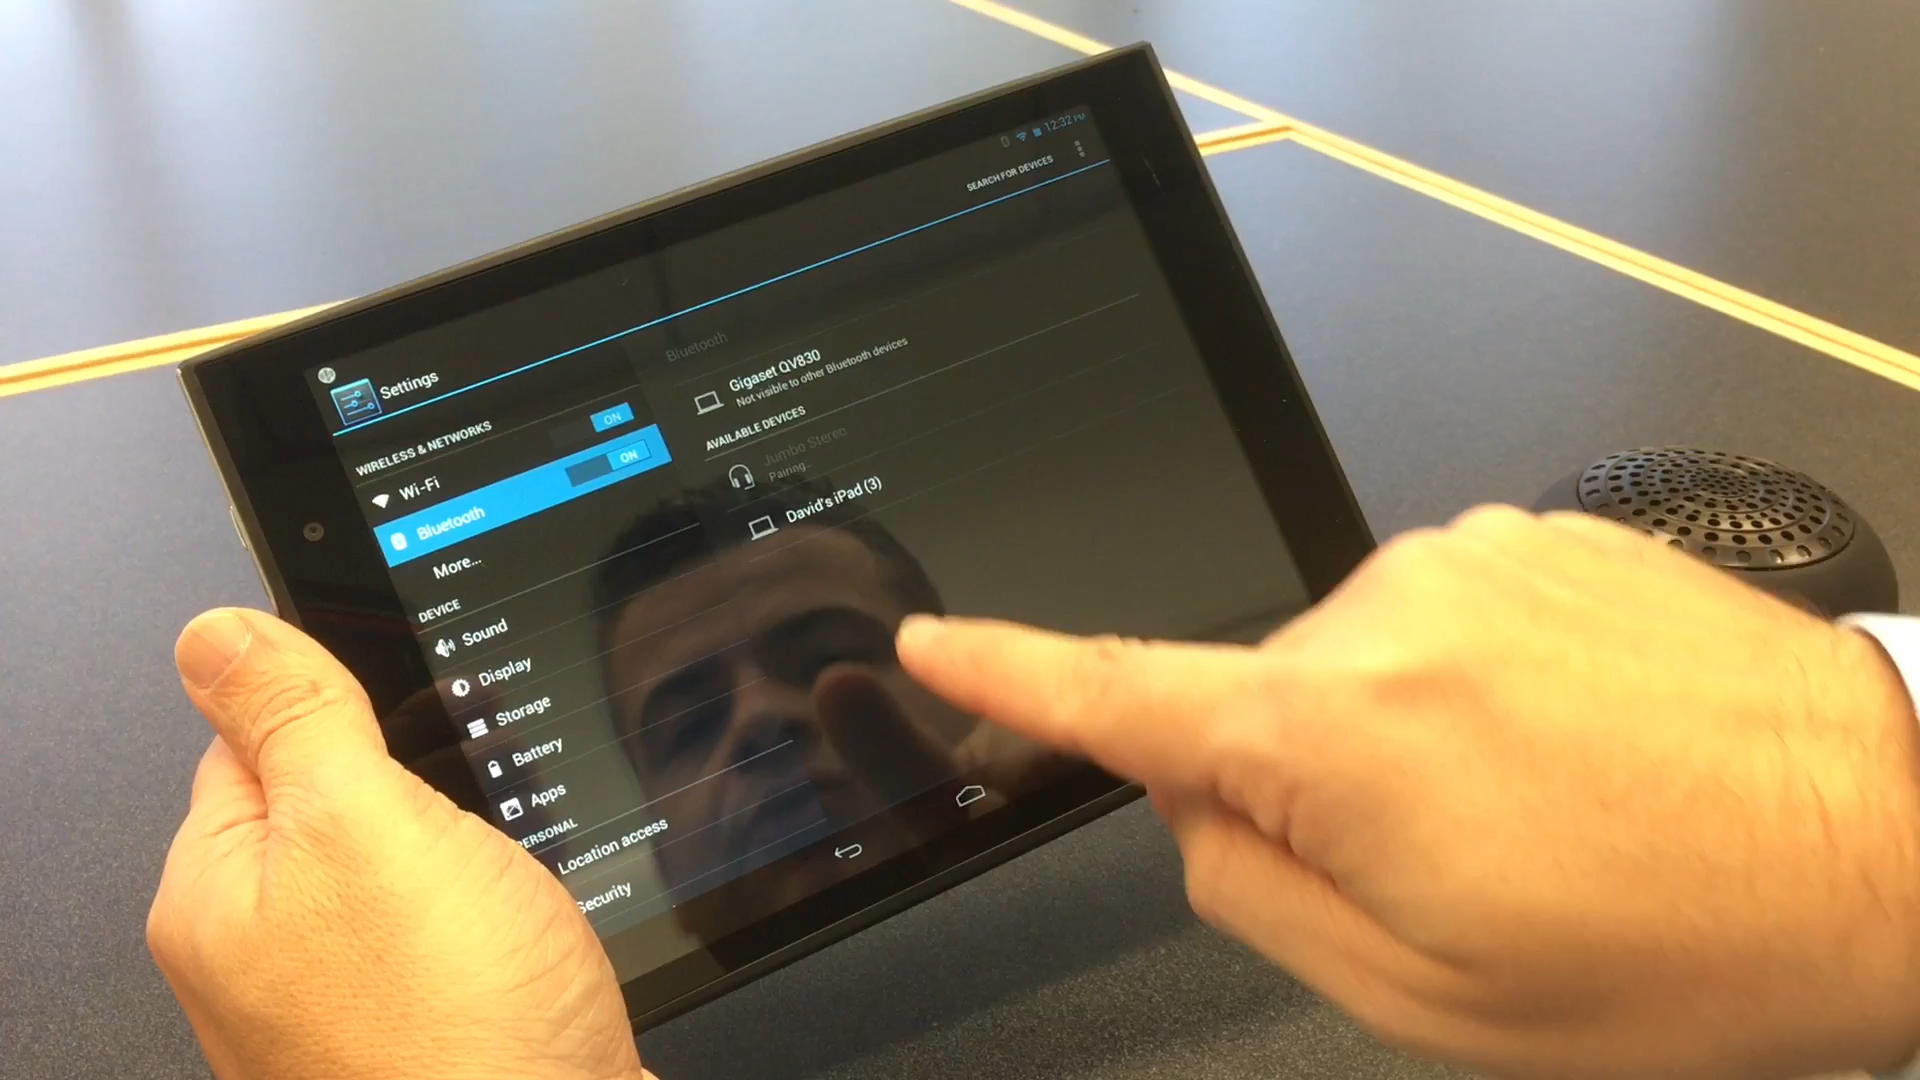 12:32 PM
SEARCH FOR DEVICES
Settings
WIRELESS & NETWORKS
ON
Wi-Fi
ON
Bluetooth
More...
DEVICE
Sound
Display
Storage
Battery
Apps
PERSONAL
Location access
Security
Bluetooth
Gigaset QV830
Not visible to other Bluetooth devices
AVAILABLE DEVICES
Jumbo Stereo
Pairing...
David's iPad (3)